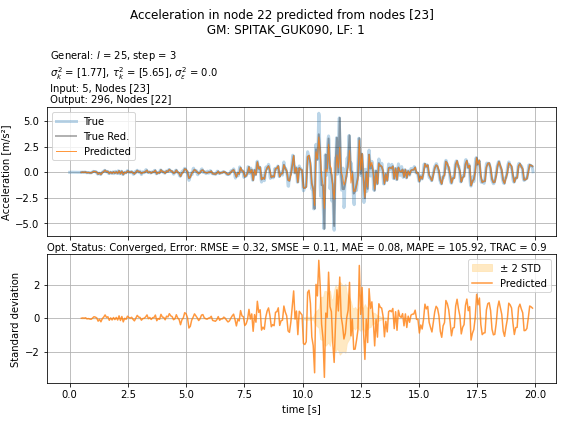 Acceleration in node 22 predicted from nodes [23]
GM: SPITAK_GUK090, LF: 1
General: l = 25, step = 3
σ²ₖ = [1.77], τ²ₖ = [5.65], σ²ε = 0.0
Input: 5, Nodes [23]
Output: 296, Nodes [22]
Acceleration [m/s²]
5.0
2.5
0.0
−2.5
−5.0
True
True Red.
Predicted
Opt. Status: Converged, Error: RMSE = 0.32, SMSE = 0.11, MAE = 0.08, MAPE = 105.92, TRAC = 0.9
Standard deviation
2
0
−2
± 2 STD
Predicted
0.0 2.5 5.0 7.5 10.0 12.5 15.0 17.5 20.0
time [s]